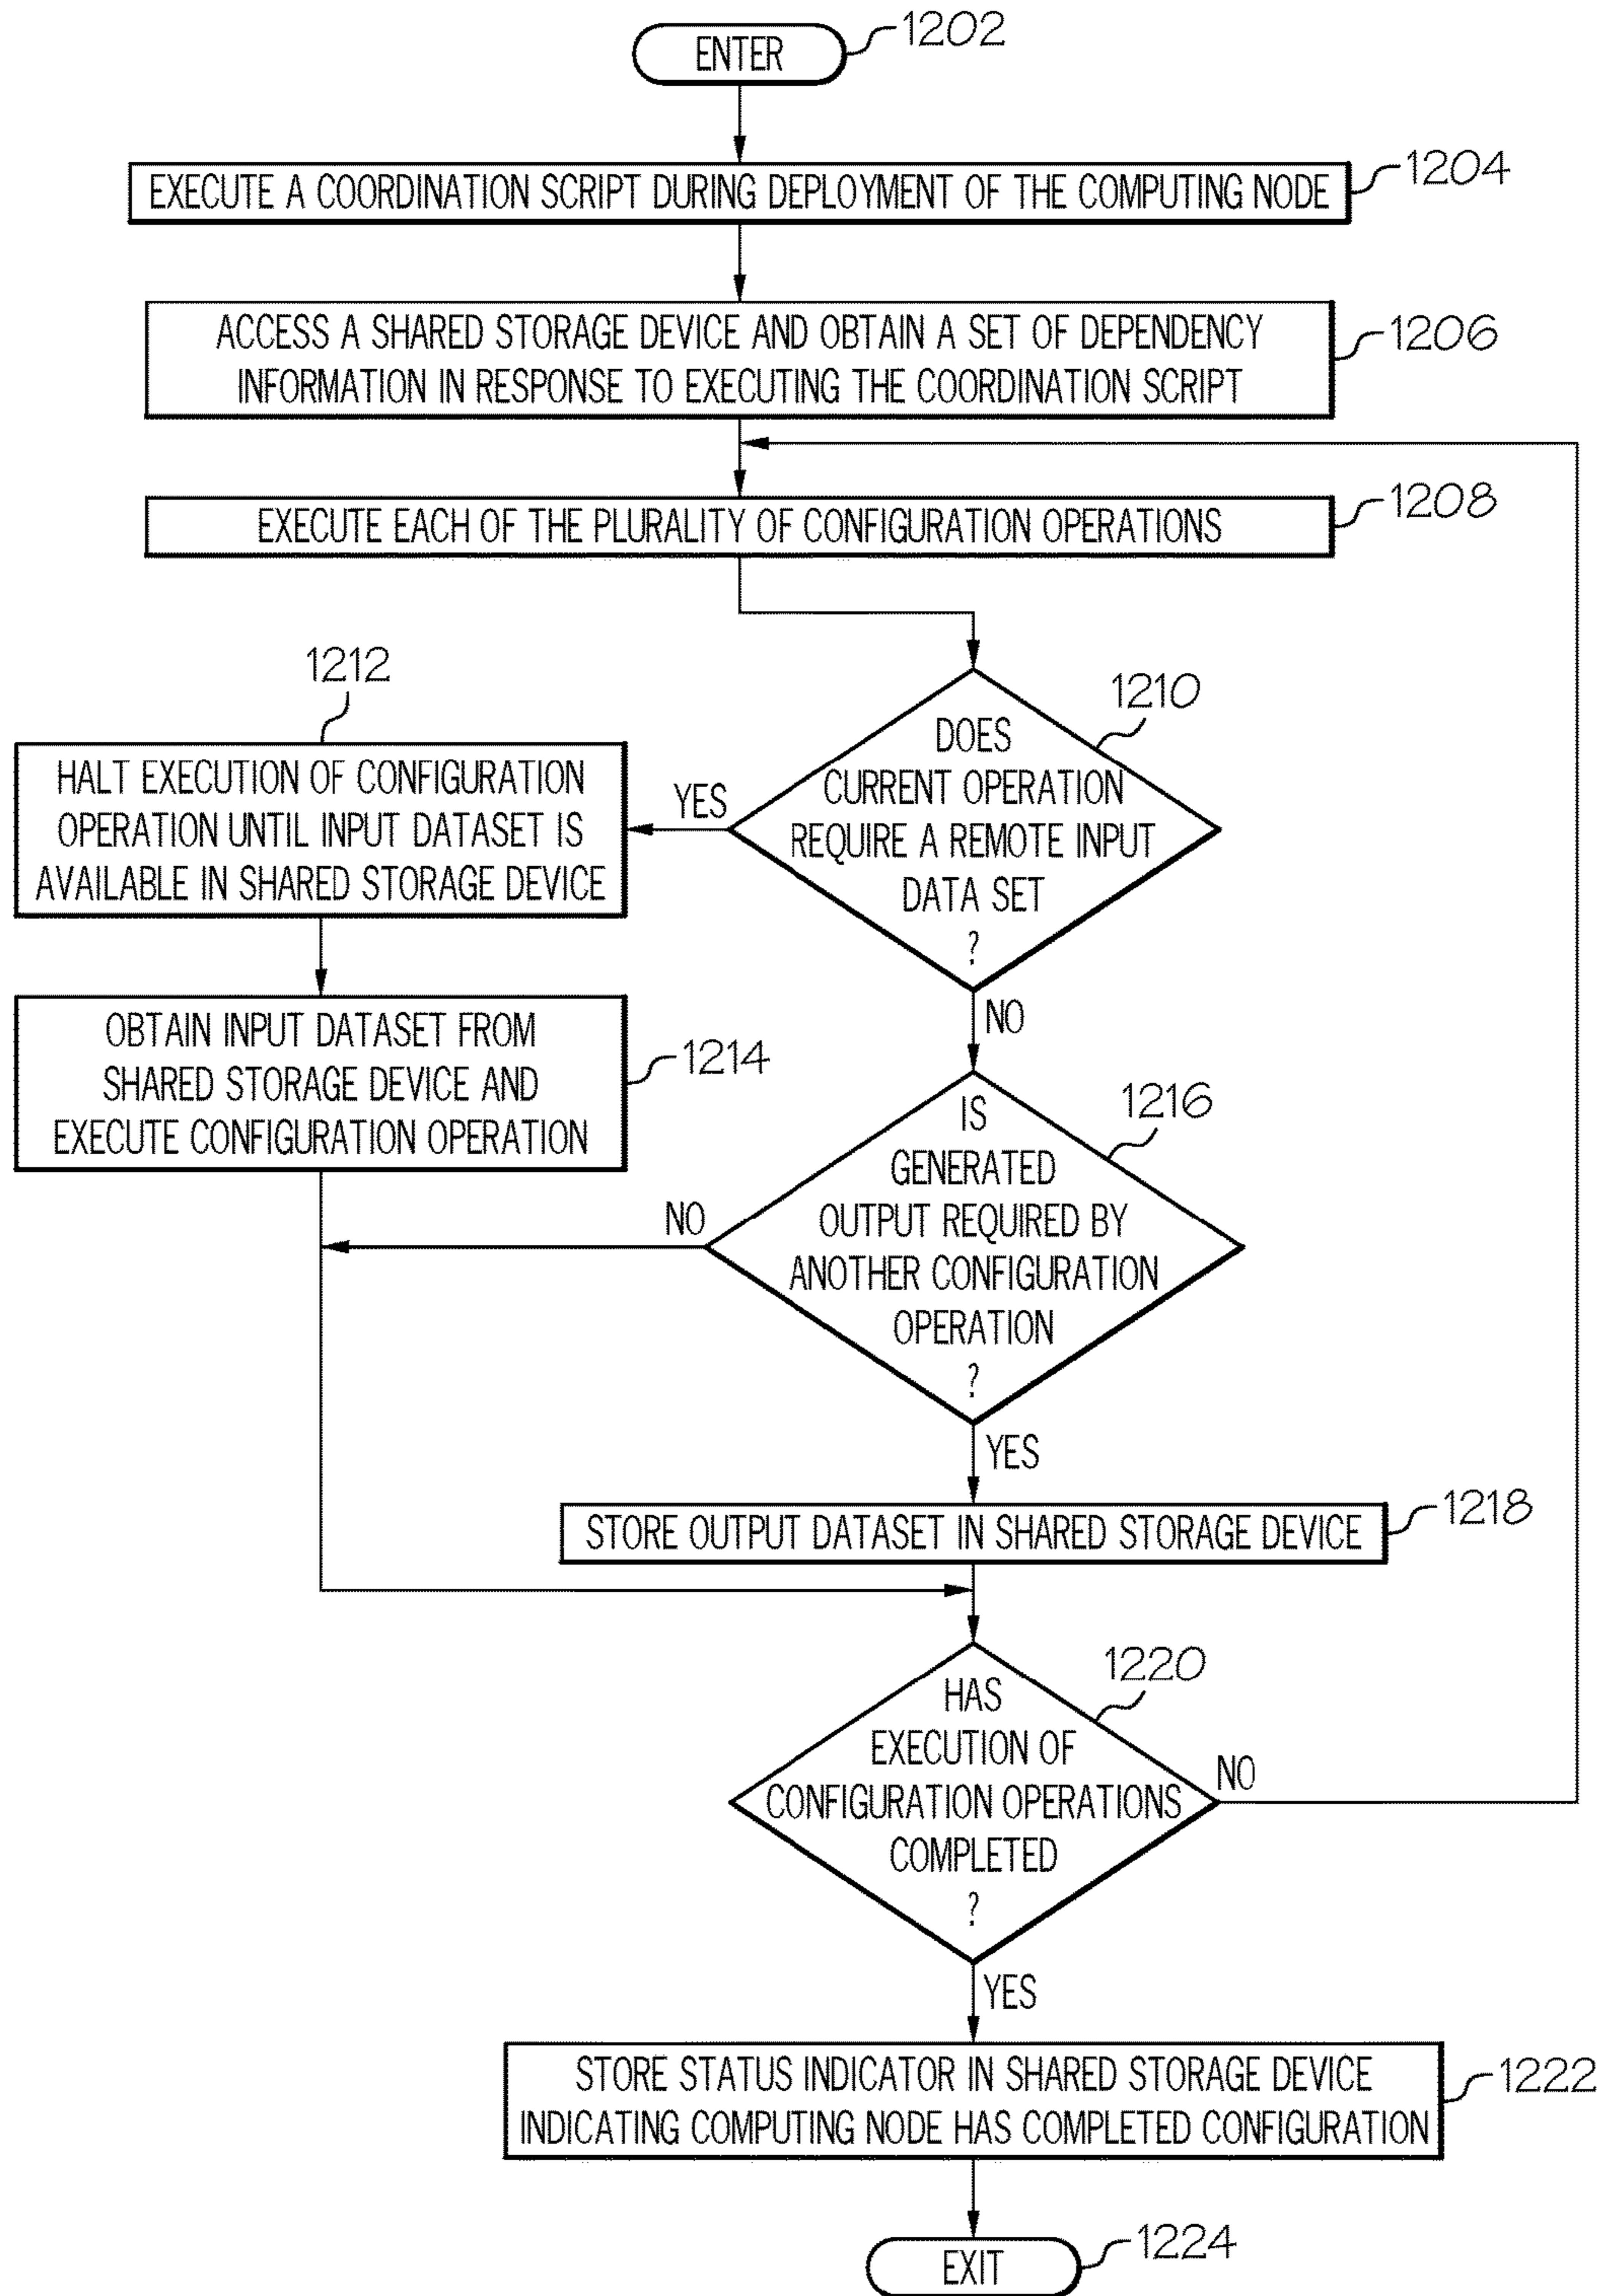 ENTER
1202
EXECUTE A COORDINATION SCRIPT DURING DEPLOYMENT OF THE COMPUTING NODE
1204
ACCESS A SHARED STORAGE DEVICE AND OBTAIN A SET OF DEPENDENCY
INFORMATION IN RESPONSE TO EXECUTING THE COORDINATION SCRIPT
1206
EXECUTE EACH OF THE PLURALITY OF CONFIGURATION OPERATIONS
1208
1210
DOES
CURRENT OPERATION
REQUIRE A REMOTE INPUT
DATA SET
?
YES
NO
1212
HALT EXECUTION OF CONFIGURATION
OPERATION UNTIL INPUT DATASET IS
AVAILABLE IN SHARED STORAGE DEVICE
OBTAIN INPUT DATASET FROM
SHARED STORAGE DEVICE AND
EXECUTE CONFIGURATION OPERATION
1214
1216
IS
GENERATED
OUTPUT REQUIRED BY
ANOTHER CONFIGURATION
OPERATION
?
NO
YES
STORE OUTPUT DATASET IN SHARED STORAGE DEVICE
1218
1220
HAS
EXECUTION OF
CONFIGURATION OPERATIONS
COMPLETED
?
NO
YES
STORE STATUS INDICATOR IN SHARED STORAGE DEVICE
INDICATING COMPUTING NODE HAS COMPLETED CONFIGURATION
1222
EXIT
1224